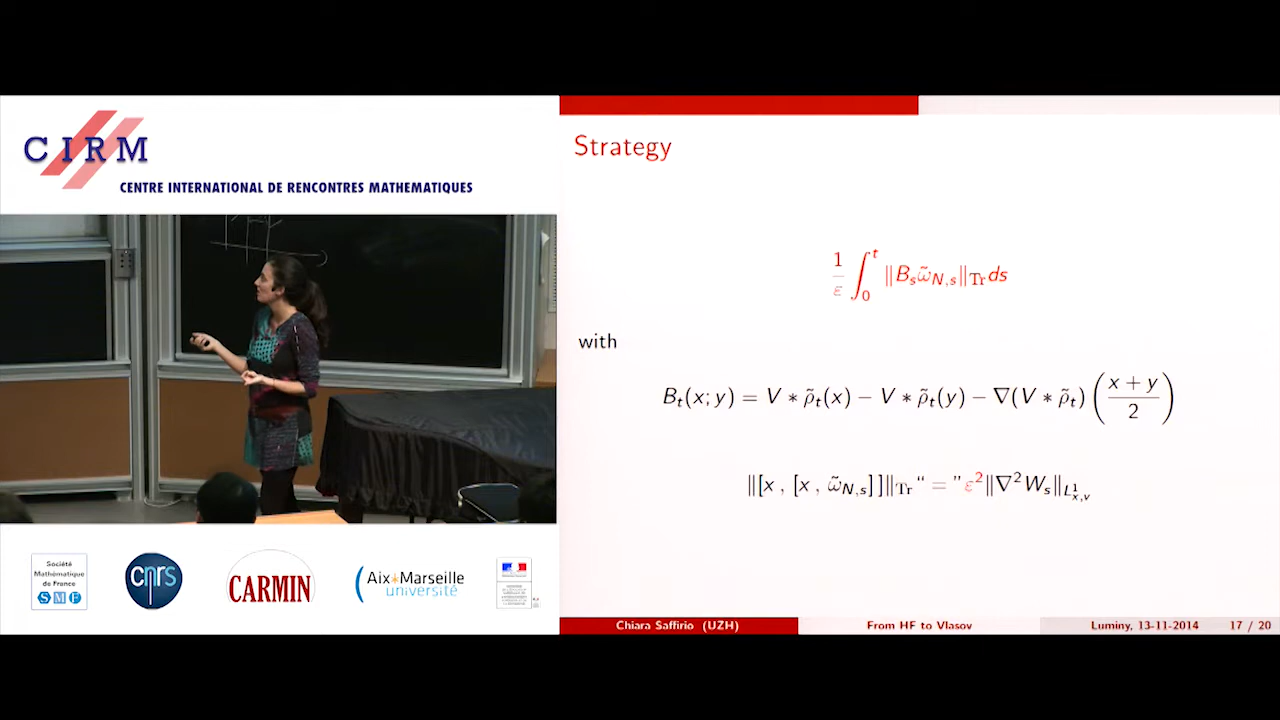 CIRM
CENTRE INTERNATIONAL DE RENCONTRES MATHEMATIQUES
Société
Mathématique
de France
SMF
cnrs
CARMIN
Aix*Marseille
université
Strategy
1/ε ∫₀ᵗ ‖B_s ω̃_{N,s}‖_Tr ds
with
B_t(x; y) = V ∗ ρ̃_t(x) − V ∗ ρ̃_t(y) − ∇(V ∗ ρ̃_t) ( (x + y)/2 )
‖[x , [x , ω̃_{N,s}] ]‖_Tr “ = ” ε² ‖∇² W_s‖_{L¹_{x,v}}
Chiara Saffirio (UZH)
From HF to Vlasov
Luminy, 13-11-2014
17 / 20